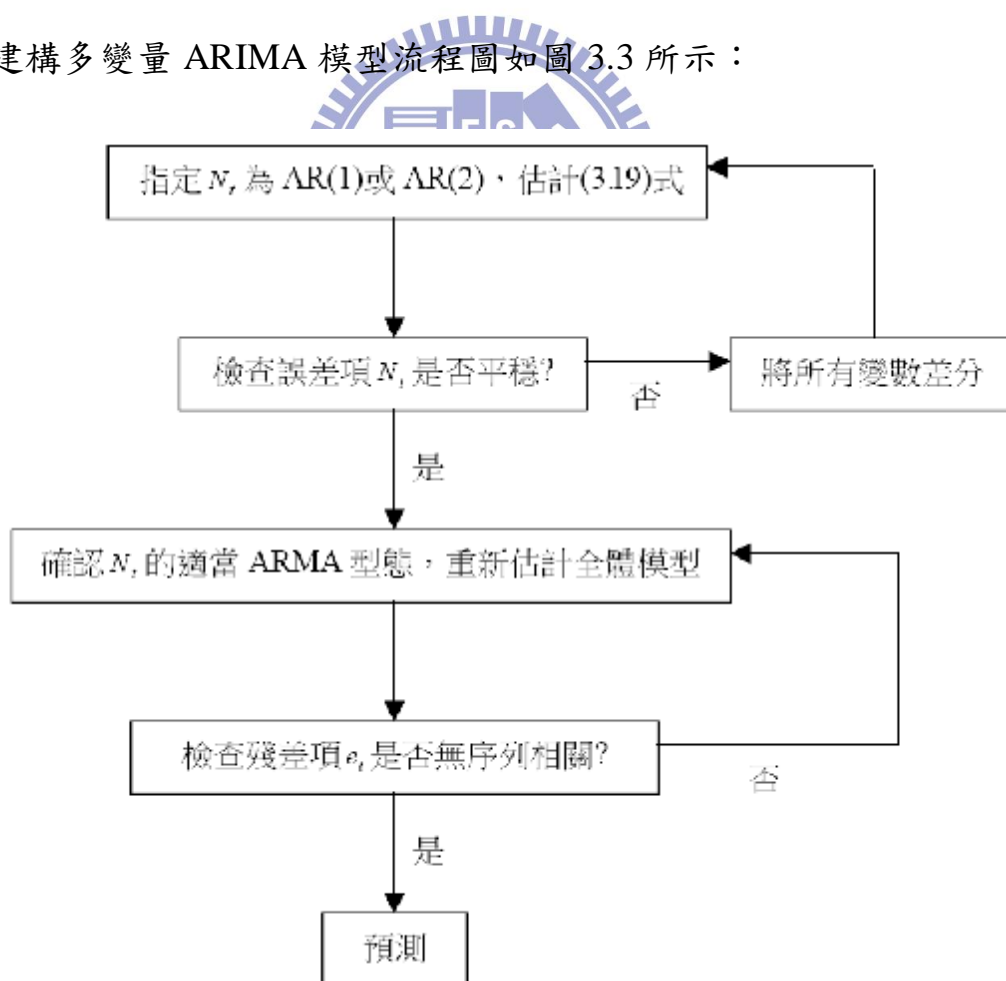 建構多變量 ARIMA 模型流程圖如圖 3.3 所示：
指定 Nt 為 AR(1)或 AR(2)，估計(3.19)式
檢查誤差項 Nt 是否平穩?
否
將所有變數差分
是
確認 Nt 的適當 ARMA 型態，重新估計全體模型
檢查殘差項 et 是否無序列相關?
否
是
預測